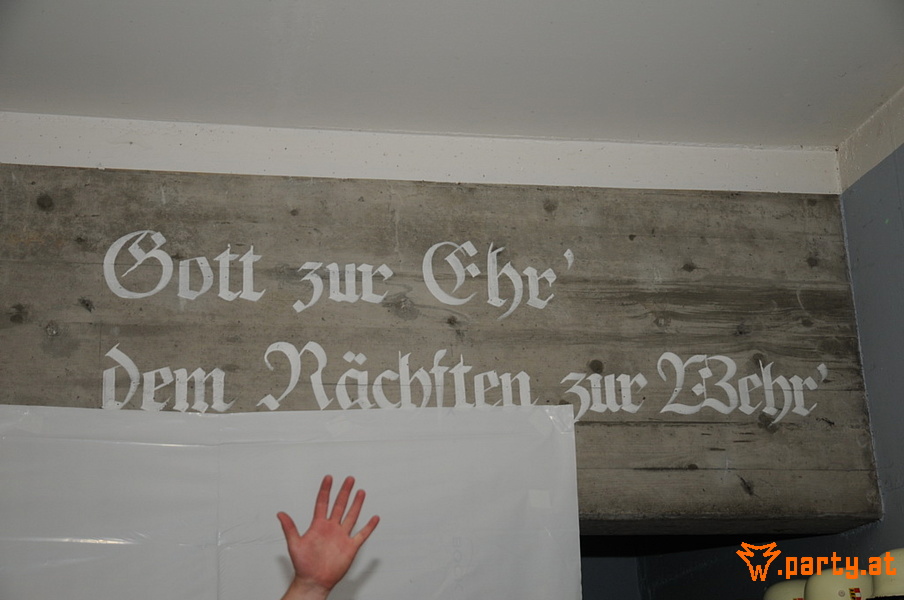 Gott zur Ehr'
dem Nächsten zur Wehr'
w.party.at